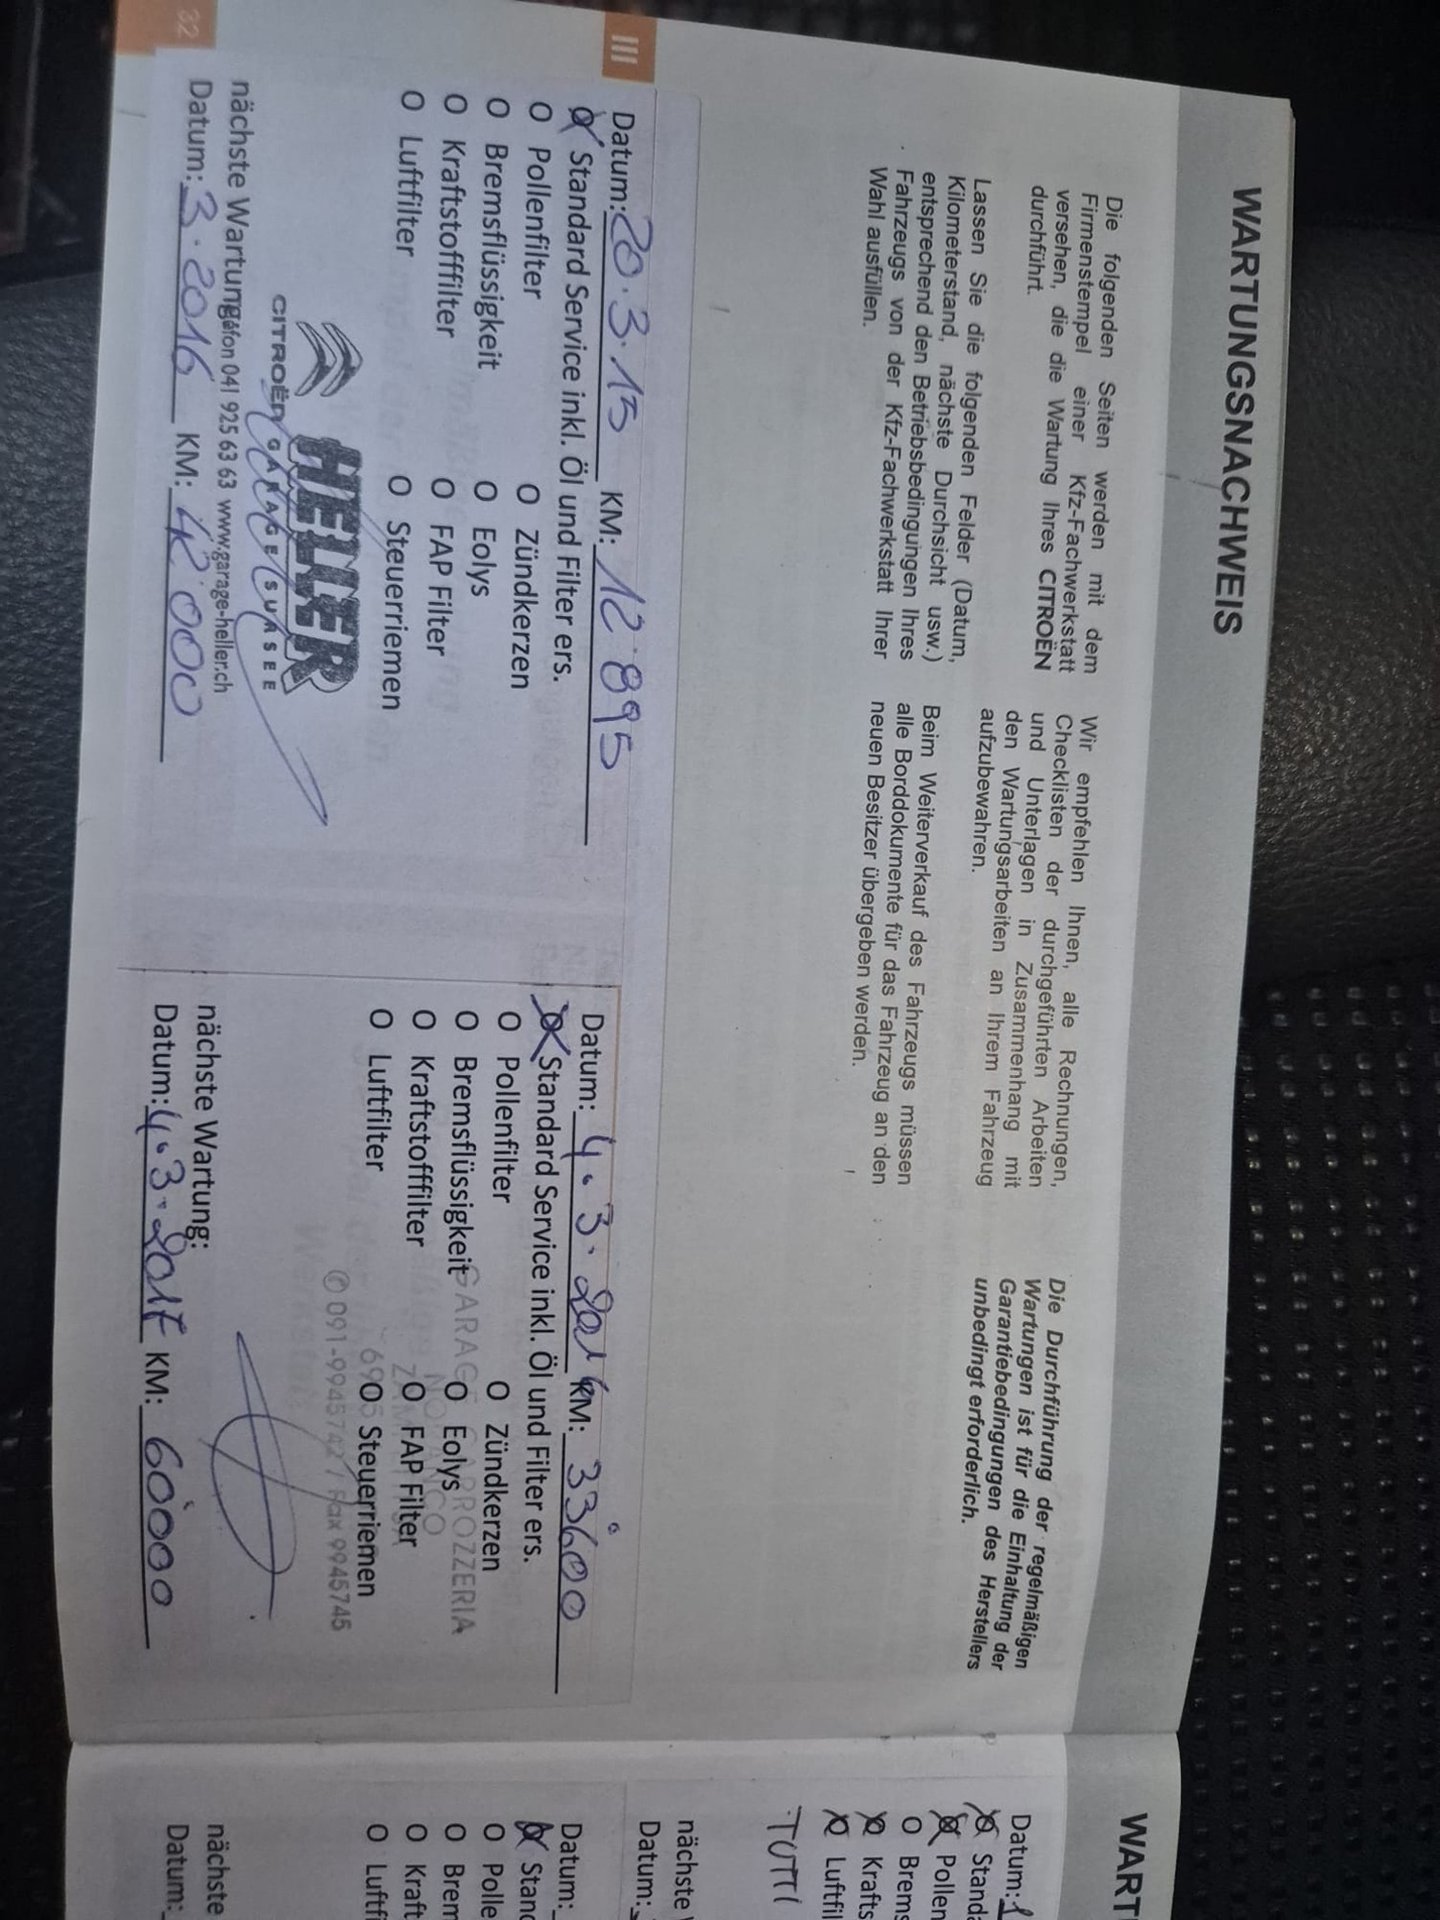 WARTUNGSNACHWEIS
Die folgenden Seiten werden mit dem
Firmenstempel einer Kfz-Fachwerkstatt
versehen, die die Wartung Ihres CITROËN
durchführt.
Lassen Sie die folgenden Felder (Datum,
Kilometerstand, nächste Durchsicht usw.)
entsprechend den Betriebsbedingungen Ihres
Fahrzeugs von der Kfz-Fachwerkstatt Ihrer
Wahl ausfüllen.
Wir empfehlen Ihnen, alle Rechnungen,
Checklisten der durchgeführten Arbeiten
und Unterlagen in Zusammenhang mit
den Wartungsarbeiten an Ihrem Fahrzeug
aufzubewahren.
Beim Weiterverkauf des Fahrzeugs müssen
alle Borddokumente für das Fahrzeug an den
neuen Besitzer übergeben werden.
Die Durchführung der regelmäßigen
Wartungen ist für die Einhaltung der
Garantiebedingungen des Herstellers
unbedingt erforderlich.
III
Datum: 20.3.15 KM: 12'895
Standard Service inkl. Öl und Filter ers.
O Pollenfilter O Zündkerzen
O Bremsflüssigkeit O Eolys
O Kraftstofffilter O FAP Filter
O Luftfilter O Steuerriemen
HELLER
CITROËN GARAGE SURSEE
041 925 63 63 www.garage-heller.ch
nächste Wartung
Datum: 3.2016 KM: 42'000
32
Datum: 4.3. KM: 33600
Standard Service inkl. Öl und Filter ers.
O Pollenfilter O Zündkerzen
O Bremsflüssigkeit O Eolys
O Kraftstofffilter O FAP Filter
O Luftfilter O Steuerriemen
GARAGE CARROZZERIA
✆ 091-9945742 / Fax 9945745
nächste Wartung:
Datum: 4.3.2017 KM: 60'000
WART
Datum: 1
Standa
Pollen
O Brems
Krafts
Luftfil
TUTTI
nächste
Datum:
Datum:
Stand
O Polle
O Brem
O Kraft
O Luftf
nächste
Datum: